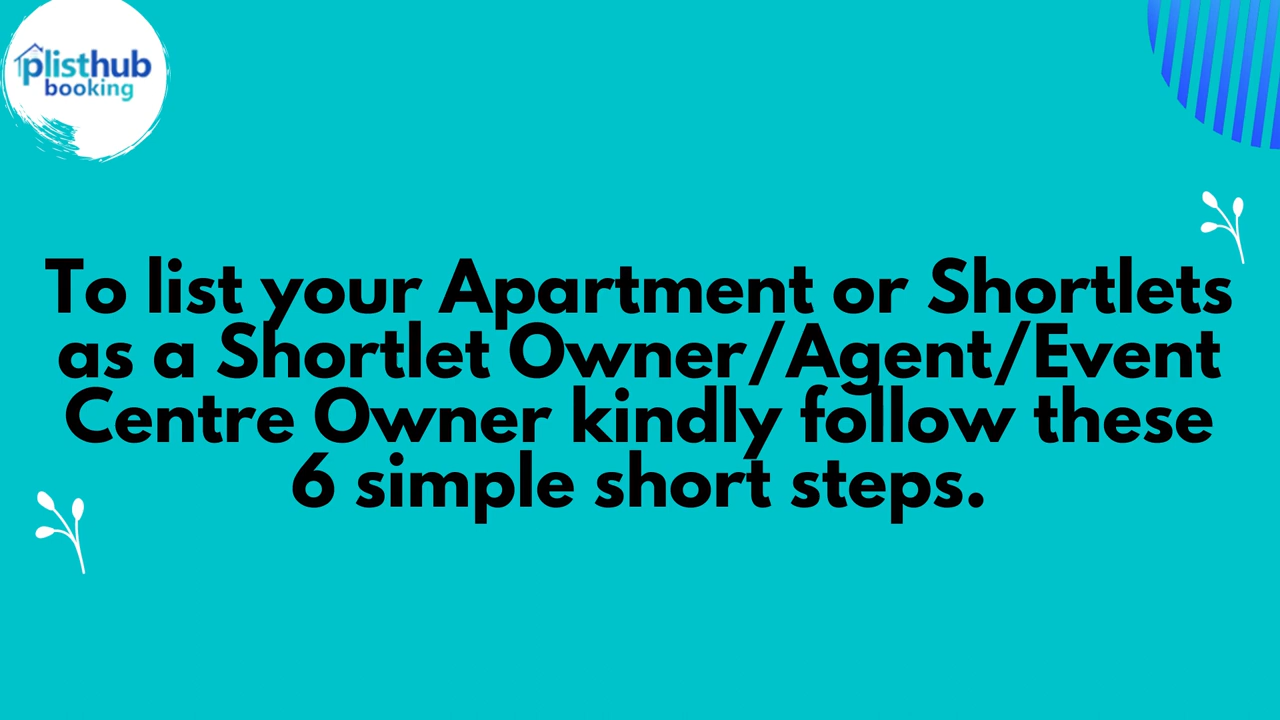 plisthub
booking
To list your Apartment or Shortlets
as a Shortlet Owner/Agent/Event
Centre Owner kindly follow these
6 simple short steps.